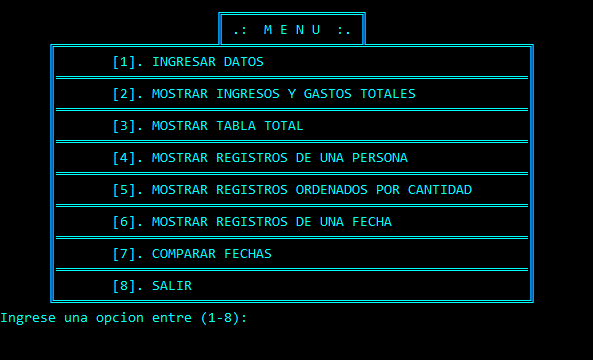 .: M E N U :.
[1]. INGRESAR DATOS
[2]. MOSTRAR INGRESOS Y GASTOS TOTALES
[3]. MOSTRAR TABLA TOTAL
[4]. MOSTRAR REGISTROS DE UNA PERSONA
[5]. MOSTRAR REGISTROS ORDENADOS POR CANTIDAD
[6]. MOSTRAR REGISTROS DE UNA FECHA
[7]. COMPARAR FECHAS
[8]. SALIR
Ingrese una opcion entre (1-8):